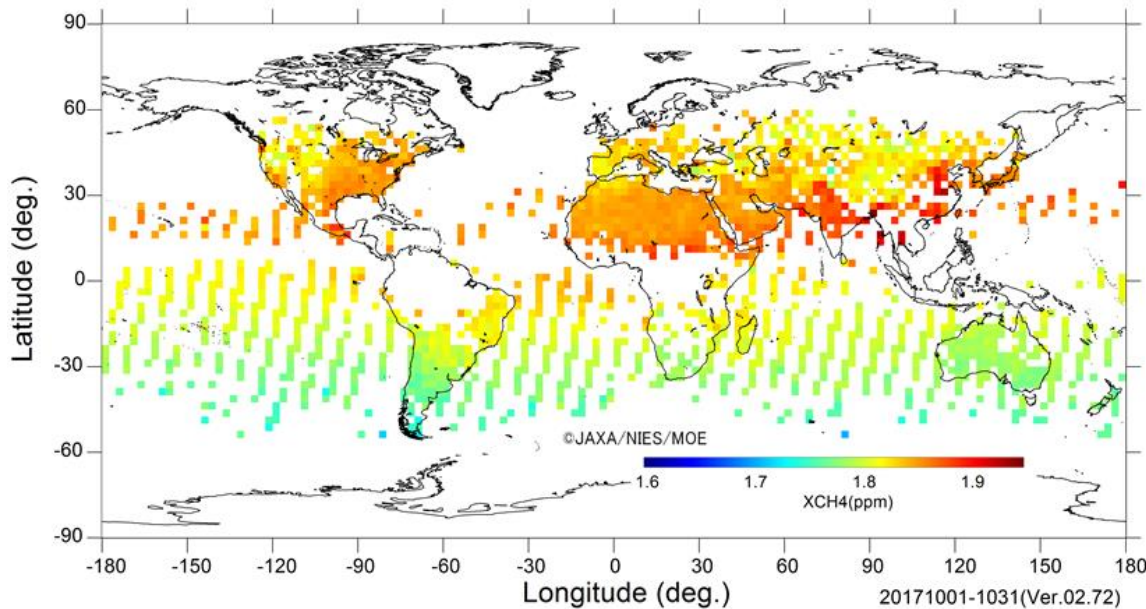 90
60
30
0
-30
-60
-90
Latitude (deg.)
©JAXA/NIES/MOE
1.6 1.7 1.8 1.9
XCH4(ppm)
-180 -150 -120 -90 -60 -30 0 30 60 90 120 150 180
Longitude (deg.)
20171001-1031(Ver.02.72)